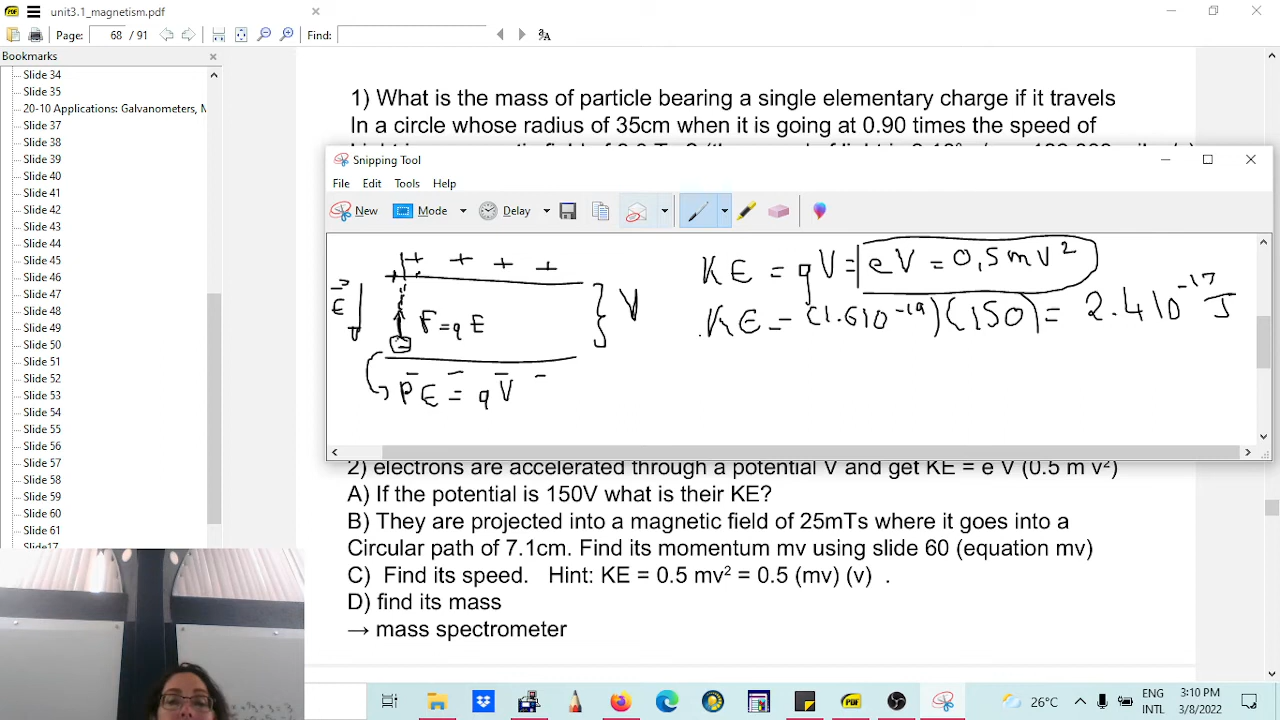 unit3.1_magnetism.pdf
Page: 68 / 91 Find:
Bookmarks
Slide 34
Slide 35
20-10 Applications: Galvanometers, M
Slide 37
Slide 38
Slide 39
Slide 40
Slide 41
Slide 42
Slide 43
Slide 44
Slide 45
Slide 46
Slide 47
Slide 48
Slide 49
Slide 50
Slide 51
Slide 52
Slide 53
Slide 54
Slide 55
Slide 56
Slide 57
Slide 58
Slide 59
Slide 60
Slide 61
Slide17
1) What is the mass of particle bearing a single elementary charge if it travels
In a circle whose radius of 35cm when it is going at 0.90 times the speed of
Snipping Tool
File Edit Tools Help
New Mode Delay
+ + + +
E
F = q E
V
PE = qV
KE = qV = eV = 0,5 m v²
KE = (1.6 10⁻¹⁹)(150) = 2.4 10⁻¹⁷ J
2) electrons are accelerated through a potential V and get KE = e V (0.5 m v²)
A) If the potential is 150V what is their KE?
B) They are projected into a magnetic field of 25mTs where it goes into a
Circular path of 7.1cm. Find its momentum mv using slide 60 (equation mv)
C) Find its speed. Hint: KE = 0.5 mv² = 0.5 (mv) (v) .
D) find its mass
→ mass spectrometer
26°C
ENG
INTL
3:10 PM
3/8/2022